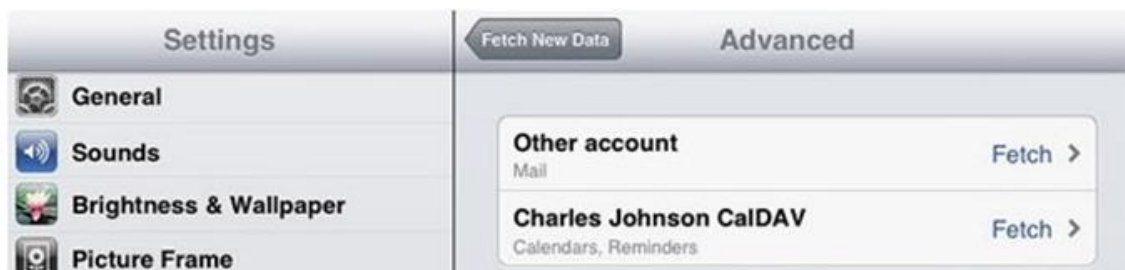 Settings
General
Sounds
Brightness & Wallpaper
Picture Frame
Fetch New Data
Advanced
Other account
Mail
Fetch
Charles Johnson CalDAV
Calendars, Reminders
Fetch